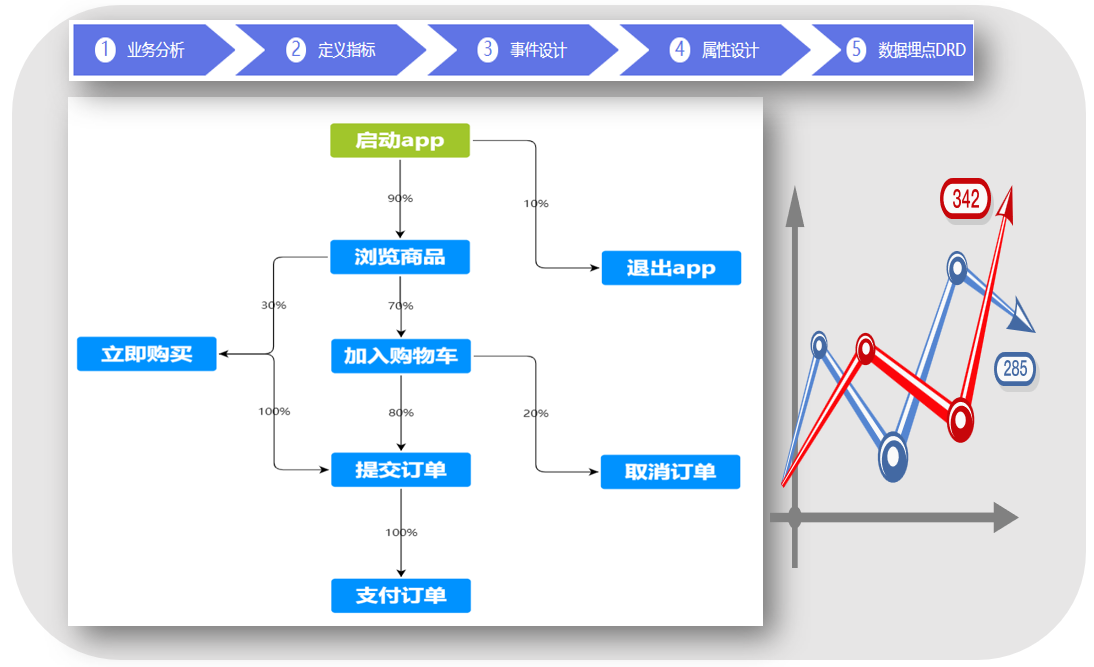 1 业务分析
2 定义指标
3 事件设计
4 属性设计
5 数据埋点DRD
启动app
90%
10%
浏览商品
退出app
30%
70%
立即购买
加入购物车
100%
80%
20%
提交订单
取消订单
100%
支付订单
342
285